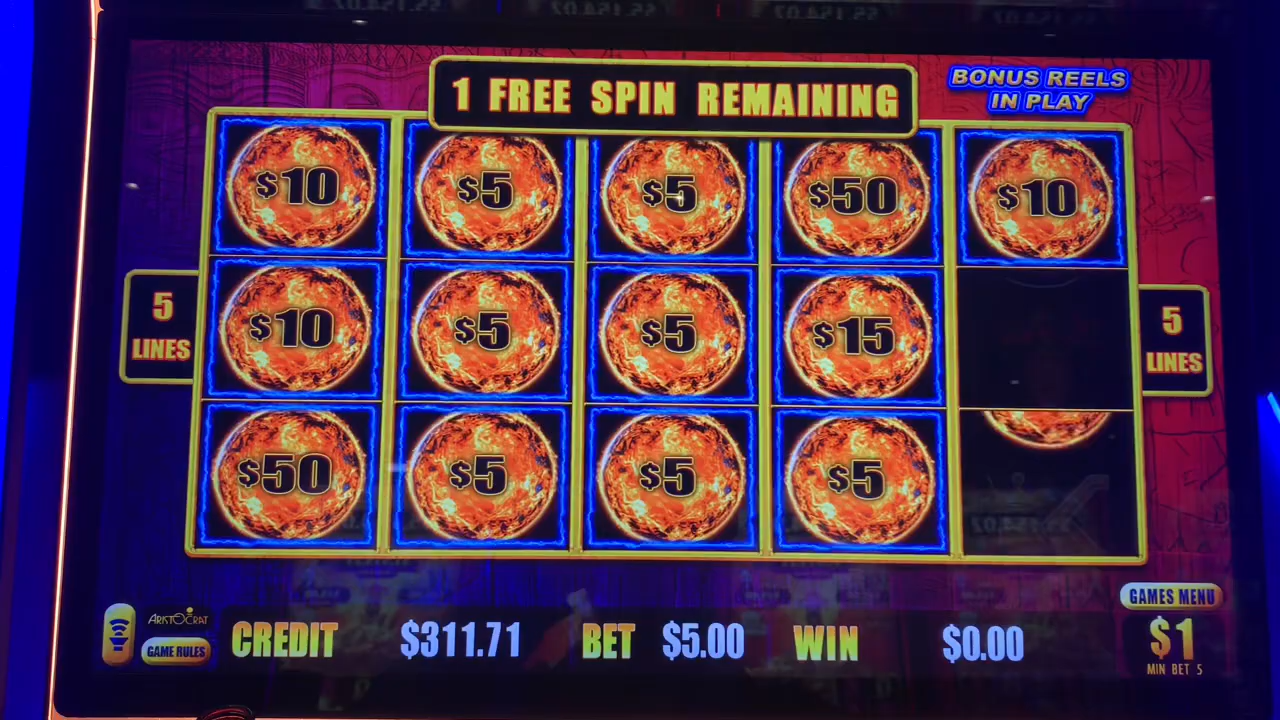 1 FREE SPIN REMAINING
BONUS REELS
IN PLAY
$10 $5 $5 $50 $10
$10 $5 $5 $15
$50 $5 $5 $5
5
LINES
5
LINES
GAMES MENU
ARISTOCRAT
GAME RULES
CREDIT $311.71 BET $5.00 WIN $0.00
$1
MIN BET 5